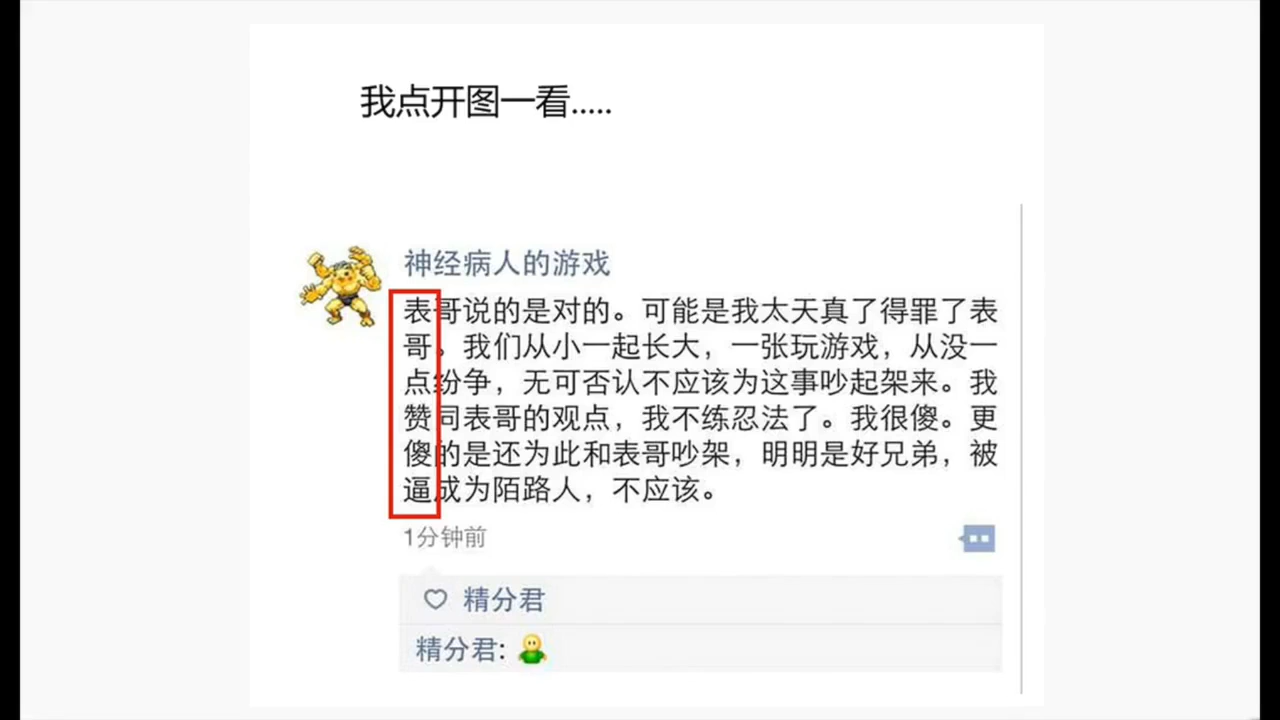 我点开图一看.....
神经病人的游戏
表哥说的是对的。可能是我太天真了得罪了表
哥。我们从小一起长大，一张玩游戏，从没一
点纷争，无可否认不应该为这事吵起架来。我
赞同表哥的观点，我不练忍法了。我很傻。更
傻的是还为此和表哥吵架，明明是好兄弟，被
逼成为陌路人，不应该。
1分钟前
精分君
精分君: